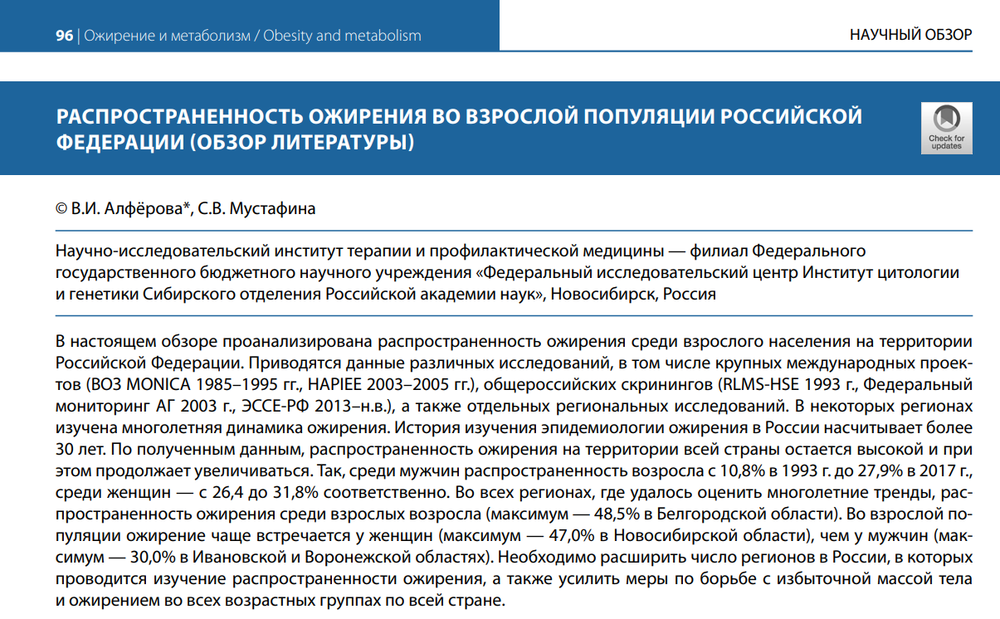 96 | Ожирение и метаболизм / Obesity and metabolism
НАУЧНЫЙ ОБЗОР
РАСПРОСТРАНЕННОСТЬ ОЖИРЕНИЯ ВО ВЗРОСЛОЙ ПОПУЛЯЦИИ РОССИЙСКОЙ
ФЕДЕРАЦИИ (ОБЗОР ЛИТЕРАТУРЫ)
Check for
updates
© В.И. Алфёрова*, С.В. Мустафина
Научно-исследовательский институт терапии и профилактической медицины — филиал Федерального
государственного бюджетного научного учреждения «Федеральный исследовательский центр Институт цитологии
и генетики Сибирского отделения Российской академии наук», Новосибирск, Россия
В настоящем обзоре проанализирована распространенность ожирения среди взрослого населения на территории
Российской Федерации. Приводятся данные различных исследований, в том числе крупных международных проек-
тов (ВОЗ MONICA 1985–1995 гг., HAPIEE 2003–2005 гг.), общероссийских скринингов (RLMS-HSE 1993 г., Федеральный
мониторинг АГ 2003 г., ЭССЕ-РФ 2013–н.в.), а также отдельных региональных исследований. В некоторых регионах
изучена многолетняя динамика ожирения. История изучения эпидемиологии ожирения в России насчитывает более
30 лет. По полученным данным, распространенность ожирения на территории всей страны остается высокой и при
этом продолжает увеличиваться. Так, среди мужчин распространенность возросла с 10,8% в 1993 г. до 27,9% в 2017 г.,
среди женщин — с 26,4 до 31,8% соответственно. Во всех регионах, где удалось оценить многолетние тренды, рас-
пространенность ожирения среди взрослых возросла (максимум — 48,5% в Белгородской области). Во взрослой по-
пуляции ожирение чаще встречается у женщин (максимум — 47,0% в Новосибирской области), чем у мужчин (мак-
симум — 30,0% в Ивановской и Воронежской областях). Необходимо расширить число регионов в России, в которых
проводится изучение распространенности ожирения, а также усилить меры по борьбе с избыточной массой тела
и ожирением во всех возрастных группах по всей стране.